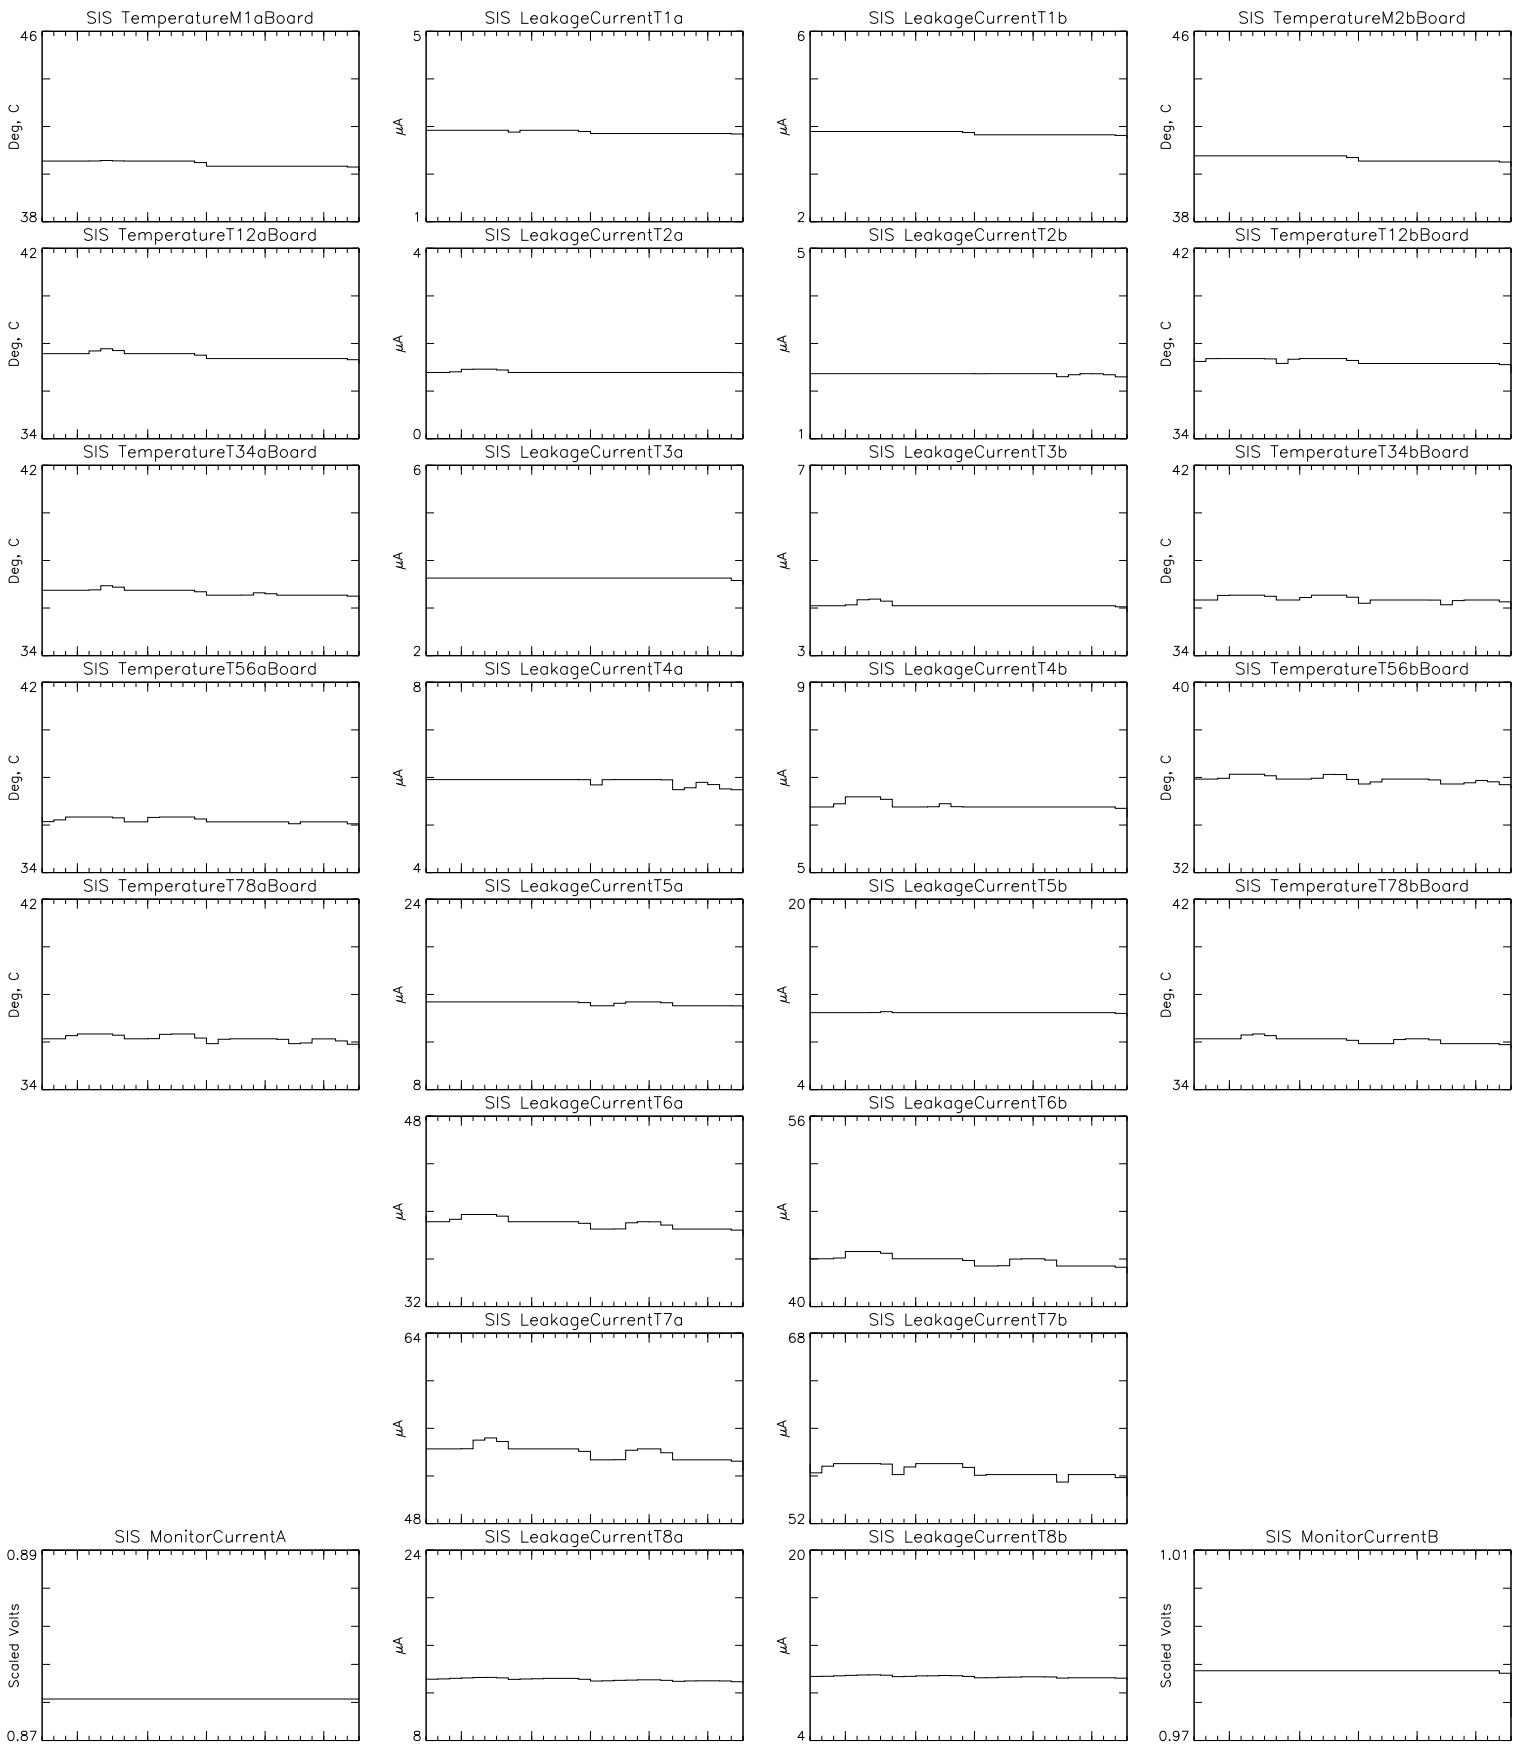 SIS TemperatureM1aBoard
46
Deg, C
38
SIS LeakageCurrentT1a
5
μA
1
SIS LeakageCurrentT1b
6
μA
2
SIS TemperatureM2bBoard
46
Deg, C
38
SIS TemperatureT12aBoard
42
Deg, C
34
SIS LeakageCurrentT2a
4
μA
0
SIS LeakageCurrentT2b
5
μA
1
SIS TemperatureT12bBoard
42
Deg, C
34
SIS TemperatureT34aBoard
42
Deg, C
34
SIS LeakageCurrentT3a
6
μA
2
SIS LeakageCurrentT3b
7
μA
3
SIS TemperatureT34bBoard
42
Deg, C
34
SIS TemperatureT56aBoard
42
Deg, C
34
SIS LeakageCurrentT4a
8
μA
4
SIS LeakageCurrentT4b
9
μA
5
SIS TemperatureT56bBoard
40
Deg, C
32
SIS TemperatureT78aBoard
42
Deg, C
34
SIS LeakageCurrentT5a
24
μA
8
SIS LeakageCurrentT5b
20
μA
4
SIS TemperatureT78bBoard
42
Deg, C
34
SIS LeakageCurrentT6a
48
μA
32
SIS LeakageCurrentT6b
56
μA
40
SIS LeakageCurrentT7a
64
μA
48
SIS LeakageCurrentT7b
68
μA
52
SIS MonitorCurrentA
0.89
Scaled Volts
0.87
SIS LeakageCurrentT8a
24
μA
8
SIS LeakageCurrentT8b
20
μA
4
SIS MonitorCurrentB
1.01
Scaled Volts
0.97